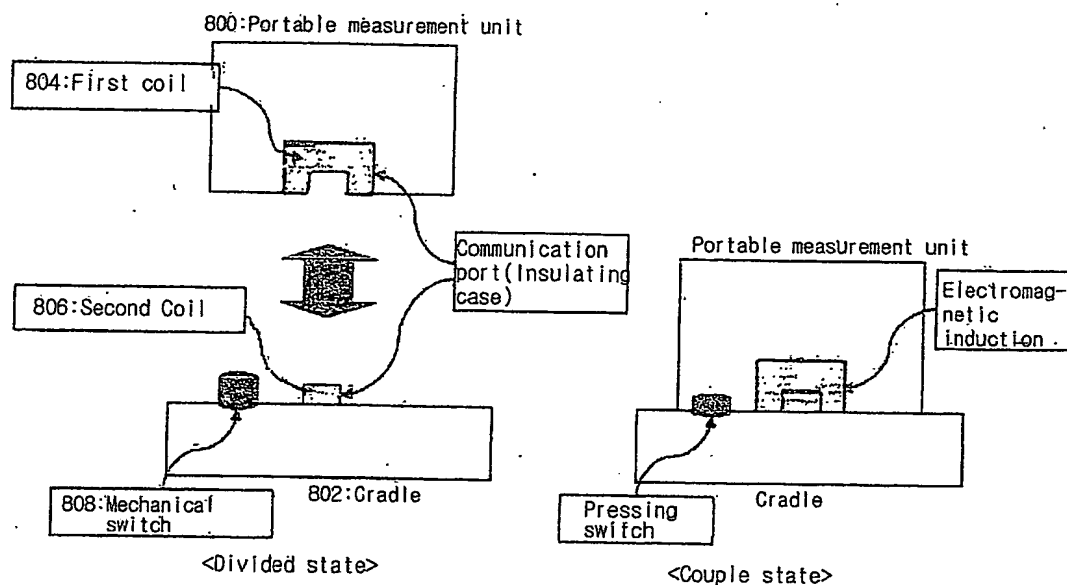 800:Portable measurement unit
804:First coil
Communication
port(Insulating
case)
806:Second Coil
808:Mechanical
switch
802:Cradle
<Divided state>
Portable measurement unit
Electromag-
netic
induction
Pressing
switch
Cradle
<Couple state>